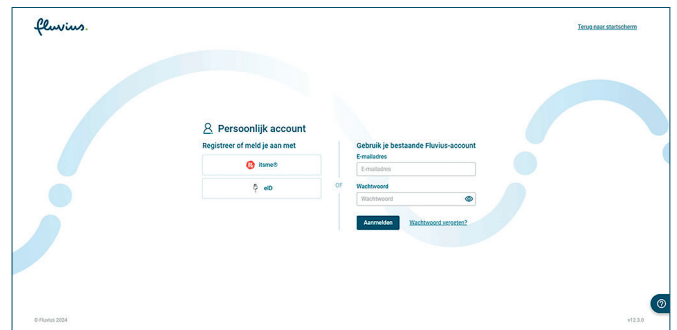 fluvius.
Terug naar startscherm
Persoonlijk account
Registreer of meld je aan met
itsme®
eID
OF
Gebruik je bestaande Fluvius-account
E-mailadres
E-mailadres
Wachtwoord
Wachtwoord
Aanmelden
Wachtwoord vergeten?
© Fluvius 2024
v12.3.0